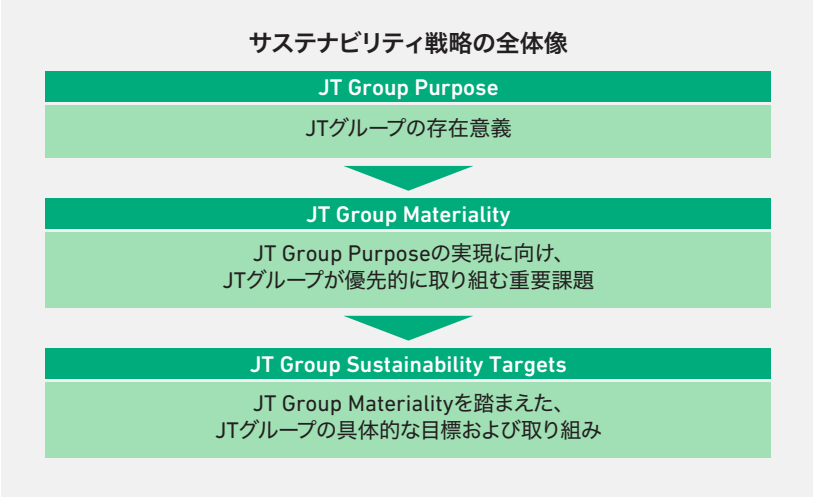 サステナビリティ戦略の全体像
JT Group Purpose
JTグループの存在意義
JT Group Materiality
JT Group Purposeの実現に向け、
JTグループが優先的に取り組む重要課題
JT Group Sustainability Targets
JT Group Materialityを踏まえた、
JTグループの具体的な目標および取り組み